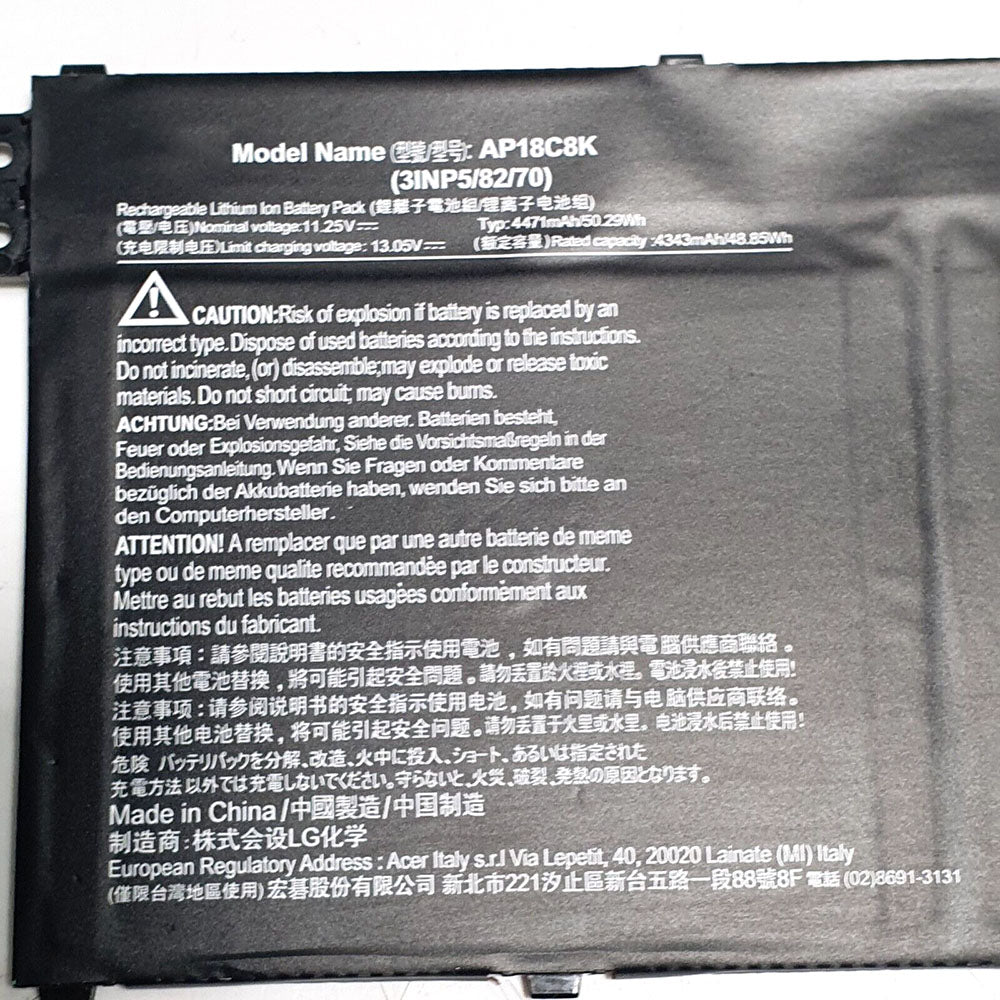 Model Name (型號/型号): AP18C8K
(3INP5/82/70)
Rechargeable Lithium Ion Battery Pack (鋰離子電池組/锂离子电池组)
(電壓/电压)Nominal voltage:11.25V⎓ Typ:4471mAh/50.29Wh
(充电限制电压)Limit charging voltage: 13.05V⎓ (額定容量)Rated capacity :4343mAh/48.85Wh
CAUTION:Risk of explosion if battery is replaced by an
incorrect type. Dispose of used batteries according to the instructions.
Do not incinerate, (or) disassemble;may explode or release toxic
materials. Do not short circuit; may cause burns.
ACHTUNG:Bei Verwendung anderer. Batterien besteht,
Feuer oder Explosionsgefahr, Siehe die Vorsichtsmaßregeln in der
Bedienungsanleitung. Wenn Sie Fragen oder Kommentare
bezüglich der Akkubatterie haben, wenden Sie sich bitte an
den Computerhersteller.
ATTENTION! A remplacer que par une autre batterie de meme
type ou de meme qualite recommandée par le constructeur.
Mettre au rebut les batteries usagées conformèment aux
instructions du fabricant.
注意事項：請參閱說明書的安全指示使用電池，如有問題請與電腦供應商聯絡。
使用其他電池替換，將可能引起安全問題。請勿丟置於火裡或水裡。電池浸水後禁止使用!
注意事项：请参阅说明书的安全指示使用电池，如有问题请与电脑供应商联络。
使用其他电池替换，将可能引起安全问题。请勿丢置于火里或水里。电池浸水后禁止使用!
危険 バッテリパックを分解、改造、火中に投入、ショート、あるいは指定された
充電方法以外では充電しないでください。守らないと、火災、破裂、発熱の原因となります。
Made in China/中國製造/中国制造
制造商:株式会设LG化学
European Regulatory Address : Acer Italy s.r.l Via Lepetit, 40, 20020 Lainate (MI) Italy
(僅限台灣地區使用) 宏碁股份有限公司 新北市221汐止區新台五路一段88號8F 電話 (02)8691-3131